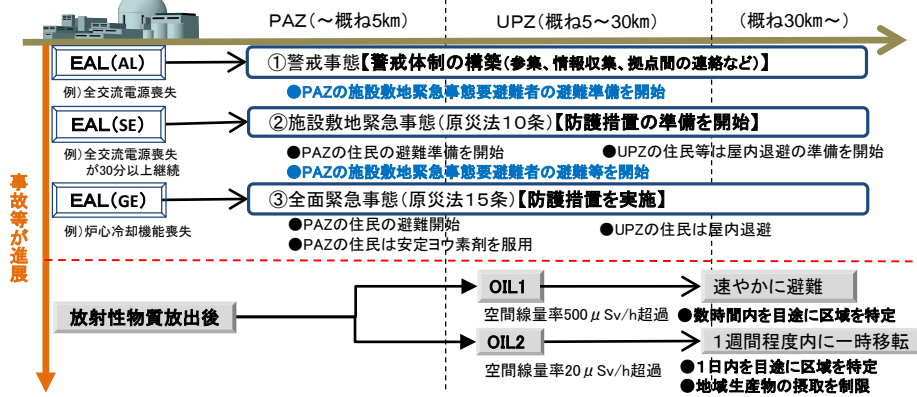 PAZ(~概ね5km)
UPZ(概ね5~30km)
(概ね30km~)
EAL(AL)
①警戒事態【警戒体制の構築(参集、情報収集、拠点間の連絡など)】
例)全交流電源喪失
●PAZの施設敷地緊急事態要避難者の避難準備を開始
EAL(SE)
②施設敷地緊急事態(原災法10条)【防護措置の準備を開始】
例)全交流電源喪失
が30分以上継続
●PAZの住民の避難準備を開始
●UPZの住民等は屋内退避の準備を開始
●PAZの施設敷地緊急事態要避難者の避難等を開始
EAL(GE)
③全面緊急事態(原災法15条)【防護措置を実施】
例)炉心冷却機能喪失
●PAZの住民の避難開始
●UPZの住民は屋内退避
●PAZの住民は安定ヨウ素剤を服用
事故等が進展
放射性物質放出後
OIL1
速やかに避難
空間線量率500μSv/h超過
●数時間内を目途に区域を特定
OIL2
1週間程度内に一時移転
空間線量率20μSv/h超過
●1日内を目途に区域を特定
●地域生産物の摂取を制限